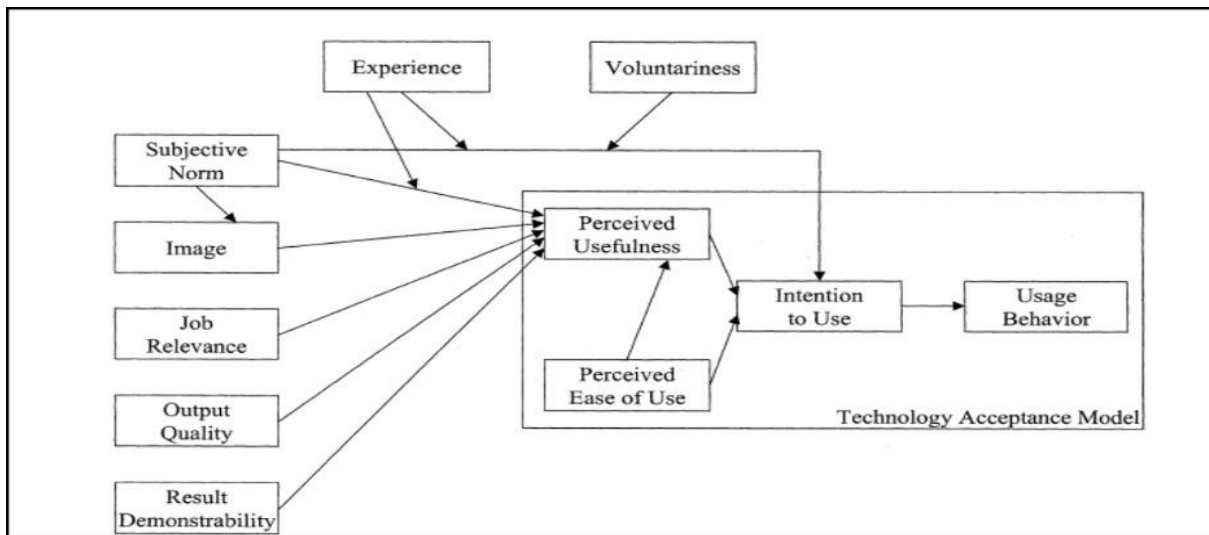 Experience
Voluntariness
Subjective
Norm
Image
Job
Relevance
Output
Quality
Result
Demonstrability
Perceived
Usefulness
Perceived
Ease of Use
Intention
to Use
Usage
Behavior
Technology Acceptance Model